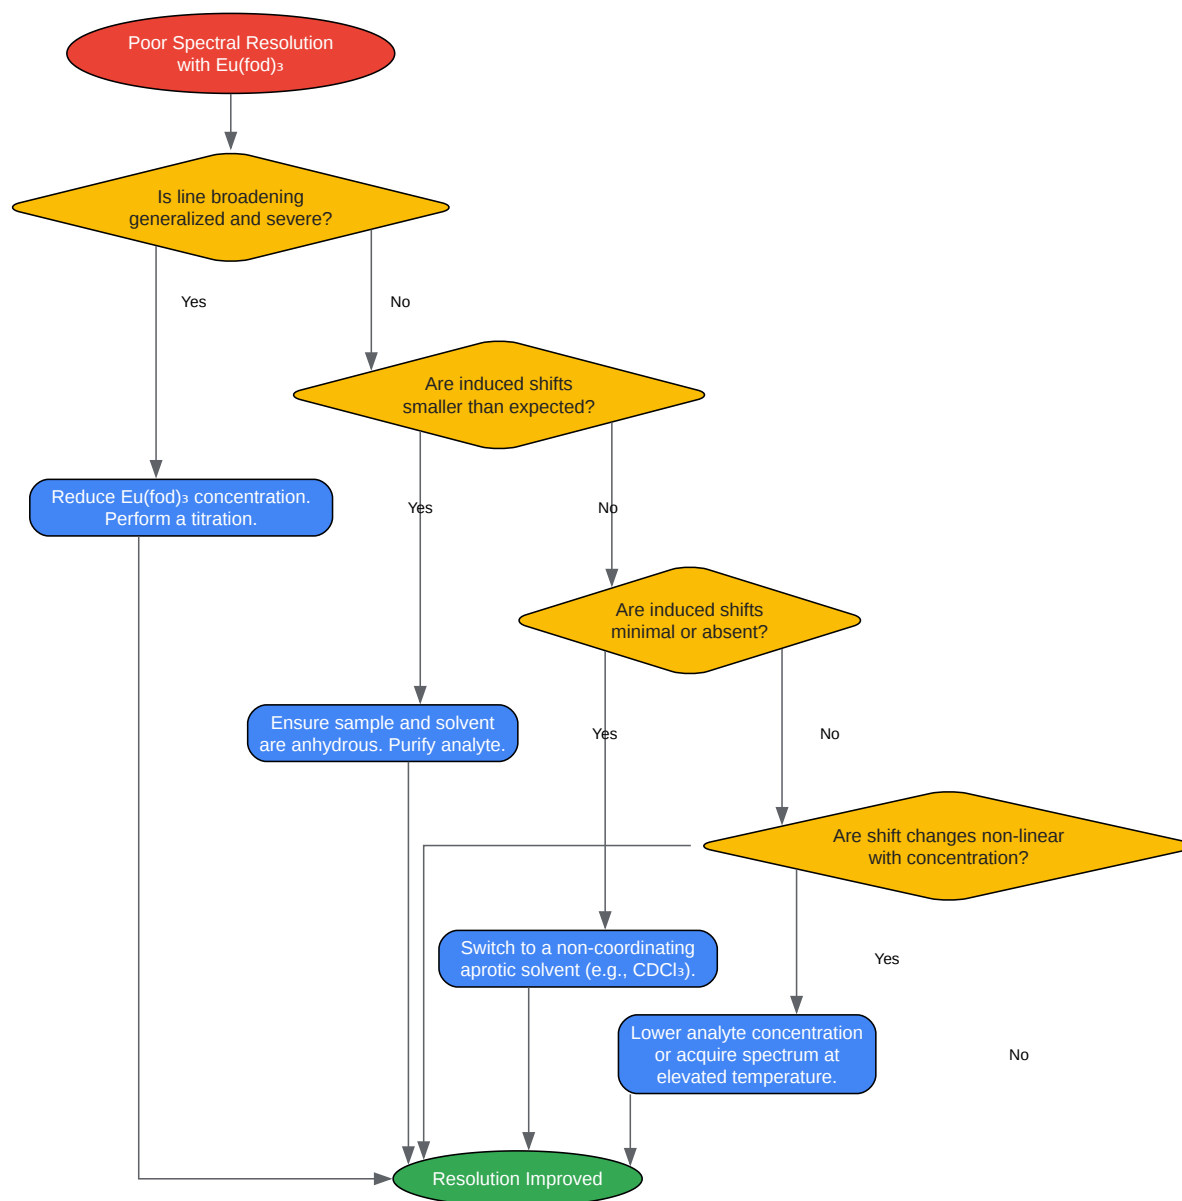 Poor Spectral Resolution
with Eu(fod)₃
Is line broadening
generalized and severe?
Yes
No
Are induced shifts
smaller than expected?
Reduce Eu(fod)₃ concentration.
Perform a titration.
Yes
No
Are induced shifts
minimal or absent?
Ensure sample and solvent
are anhydrous. Purify analyte.
Yes
No
Are shift changes non-linear
with concentration?
Switch to a non-coordinating
aprotic solvent (e.g., CDCl₃).
Yes
Lower analyte concentration
or acquire spectrum at
elevated temperature.
No
Resolution Improved